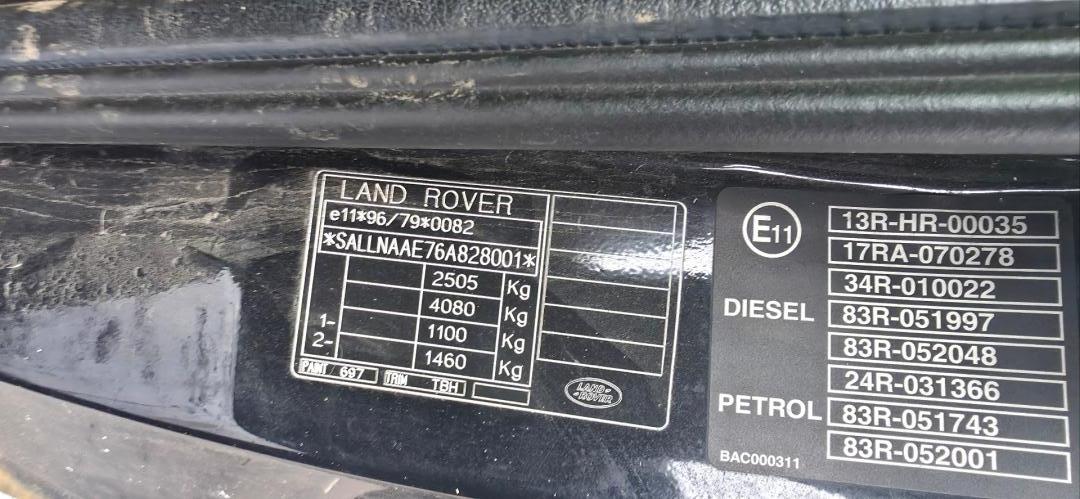 LAND ROVER
e11*96/79*0082
*SALLNAAE76A828001*
2505 Kg
4080 Kg
1- 1100 Kg
2- 1460 Kg
PAINT 697 TRIM TBH
LAND-
-ROVER
E11
13R-HR-00035
17RA-070278
34R-010022
DIESEL 83R-051997
83R-052048
24R-031366
PETROL 83R-051743
83R-052001
BAC000311